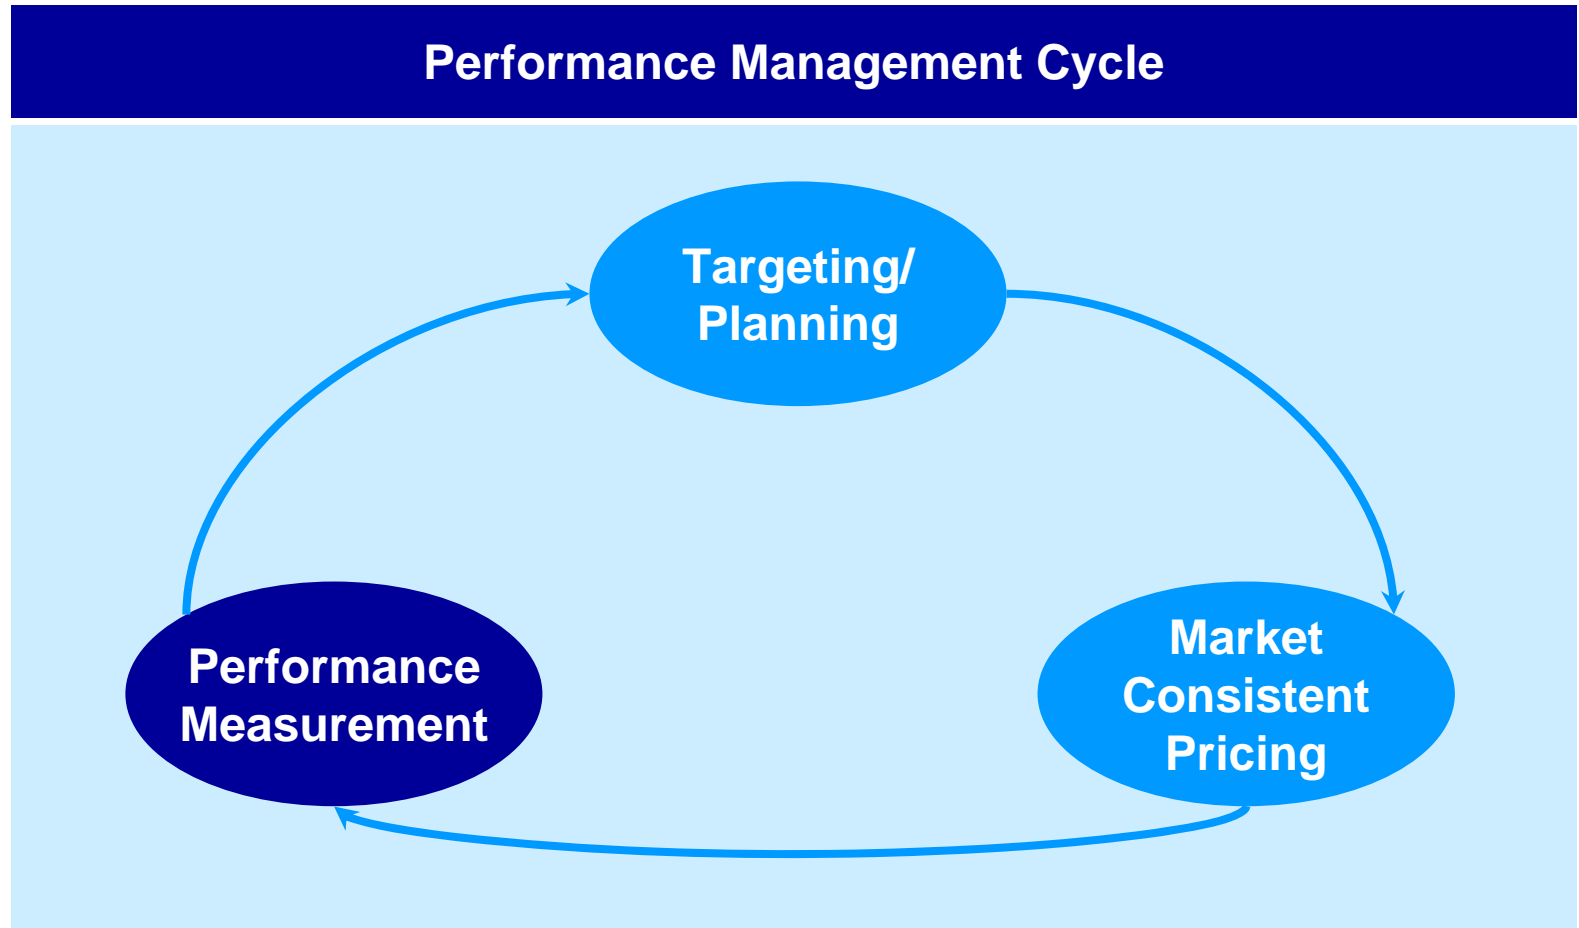 Performance Management Cycle
Targeting/
Planning
Performance
Measurement
Market
Consistent
Pricing